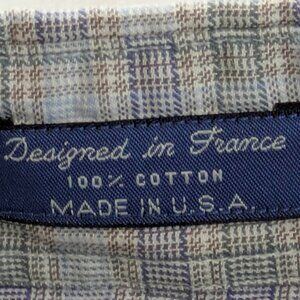 Designed in France
100% COTTON
MADE IN U.S.A.